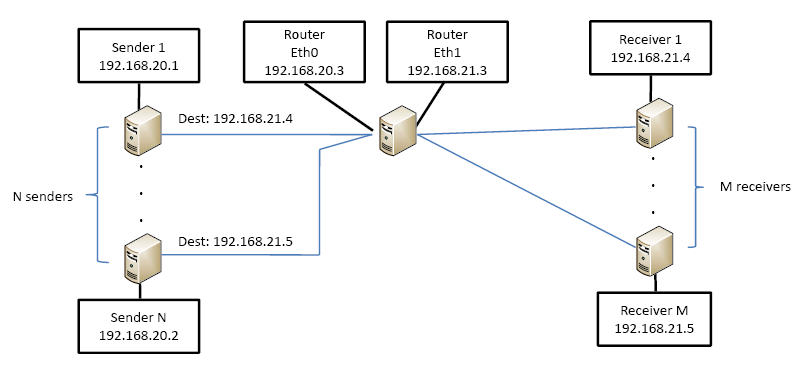 Sender 1
192.168.20.1
Router
Eth0
192.168.20.3
Router
Eth1
192.168.21.3
Receiver 1
192.168.21.4
Dest: 192.168.21.4
N senders
M receivers
Dest: 192.168.21.5
Sender N
192.168.20.2
Receiver M
192.168.21.5